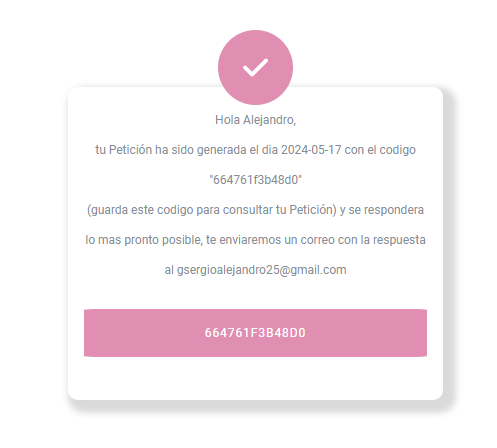 Hola Alejandro,
tu Petición ha sido generada el dia 2024-05-17 con el codigo
"664761f3b48d0"
(guarda este codigo para consultar tu Petición) y se respondera
lo mas pronto posible, te enviaremos un correo con la respuesta
al gsergioalejandro25@gmail.com
664761F3B48D0